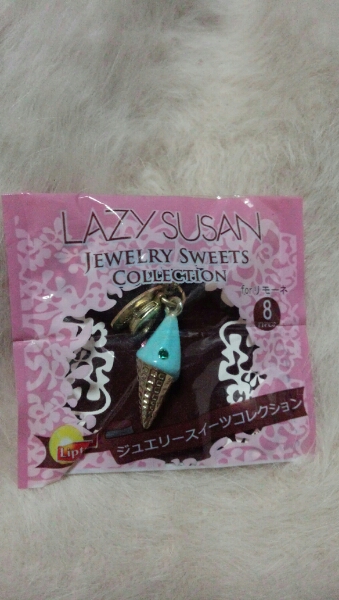 LAZY SUSAN
JEWELRY SWEETS
COLLECTION
for リモーネ
8
ジュエリースイーツコレクション